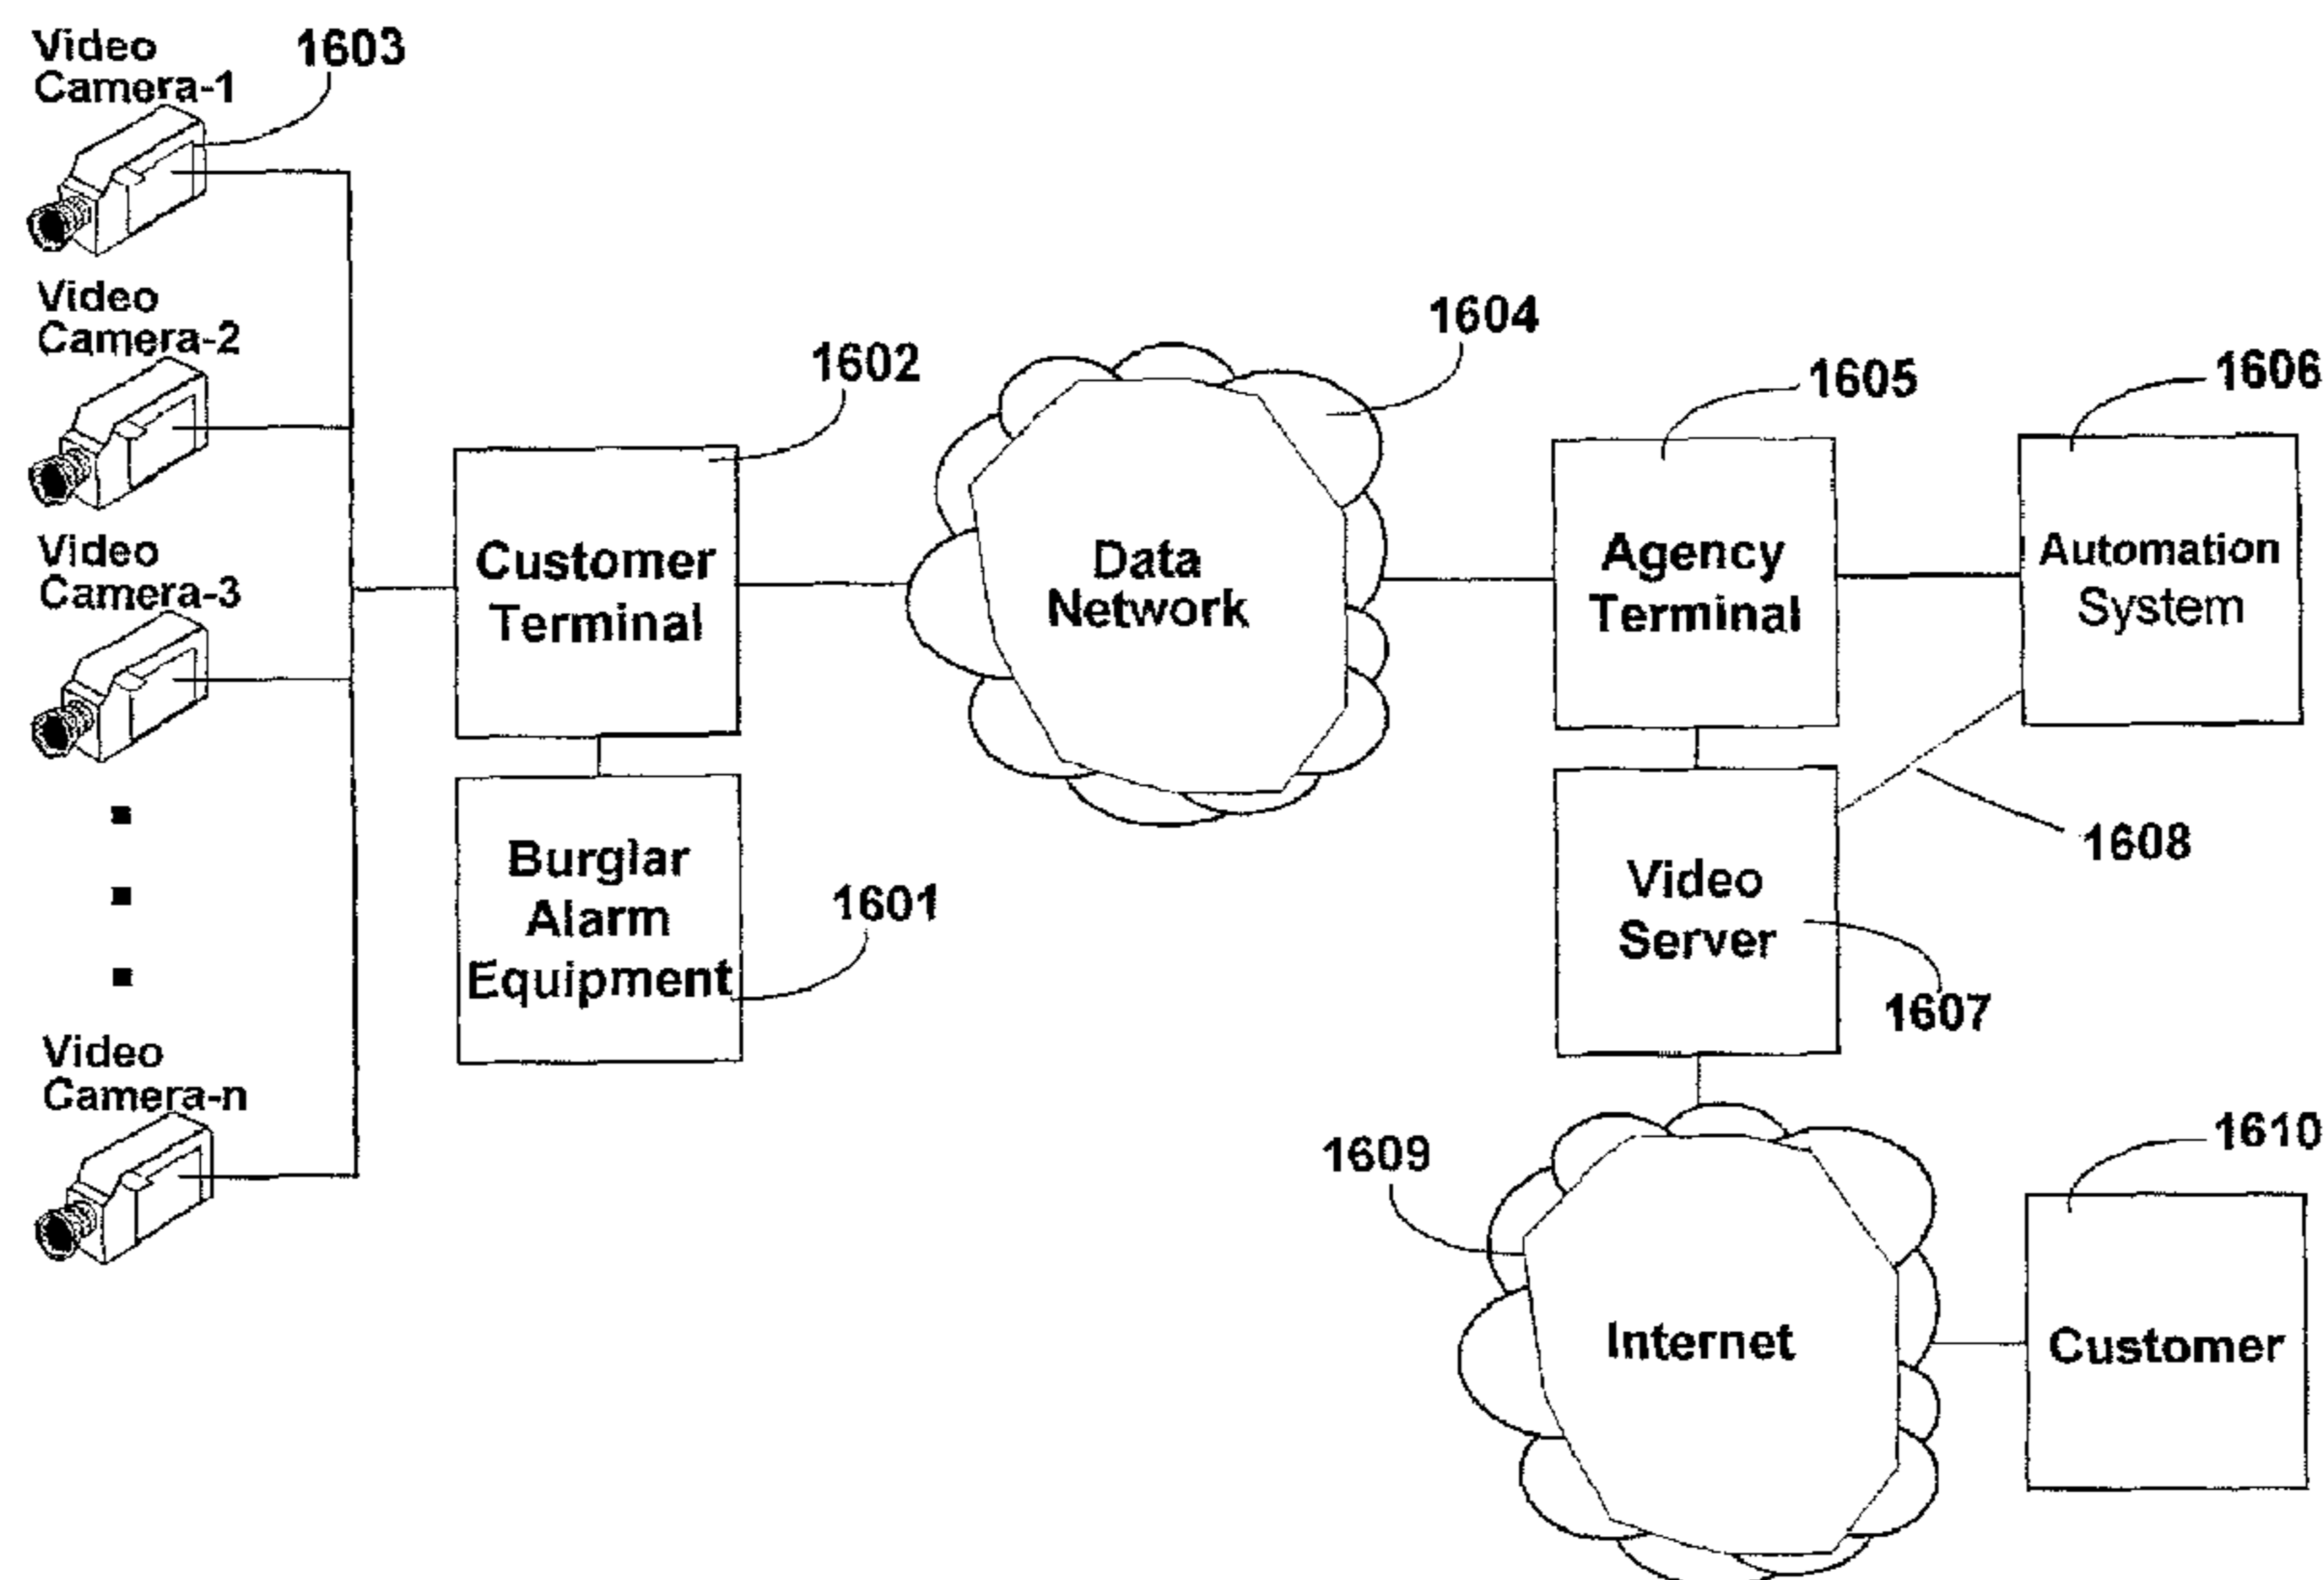 Video
Camera-1
1603
Video
Camera-2
Video
Camera-3
Video
Camera-n
1602
Customer
Terminal
Burglar
Alarm
Equipment
1601
1604
Data
Network
1605
Agency
Terminal
1606
Automation
System
1608
Video
Server
1607
1609
Internet
1610
Customer